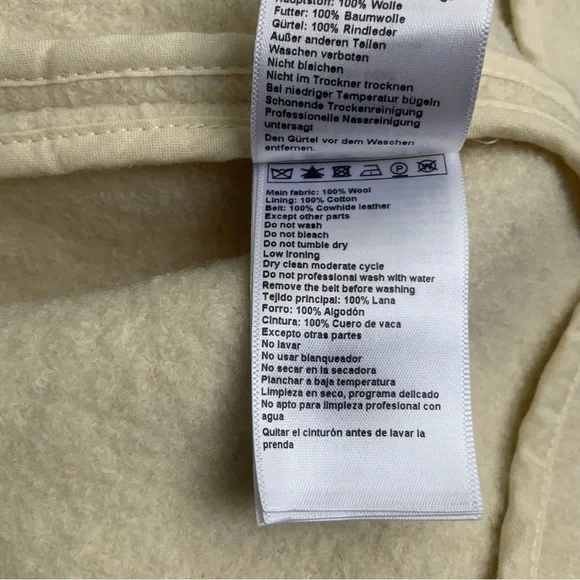 Hauptstoff: 100% Wolle
Futter: 100% Baumwolle
Gürtel: 100% Rindleder
Außer anderen Teilen
Waschen verboten
Nicht bleichen
Nicht im Trockner trocknen
Bei niedriger Temperatur bügeln
Schonende Trockenreinigung
Professionelle Nassreinigung
untersagt
Den Gürtel vor dem Waschen
entfernen.
P W
Main fabric: 100% Wool
Lining: 100% Cotton
Belt: 100% Cowhide leather
Except other parts
Do not wash
Do not bleach
Do not tumble dry
Low ironing
Dry clean moderate cycle
Do not professional wash with water
Remove the belt before washing
Tejido principal: 100% Lana
Forro: 100% Algodón
Cintura: 100% Cuero de vaca
Excepto otras partes
No lavar
No usar blanqueador
No secar en la secadora
Planchar a baja temperatura
Limpieza en seco, programa delicado
No apto para limpieza profesional con
agua
Quitar el cinturón antes de lavar la
prenda